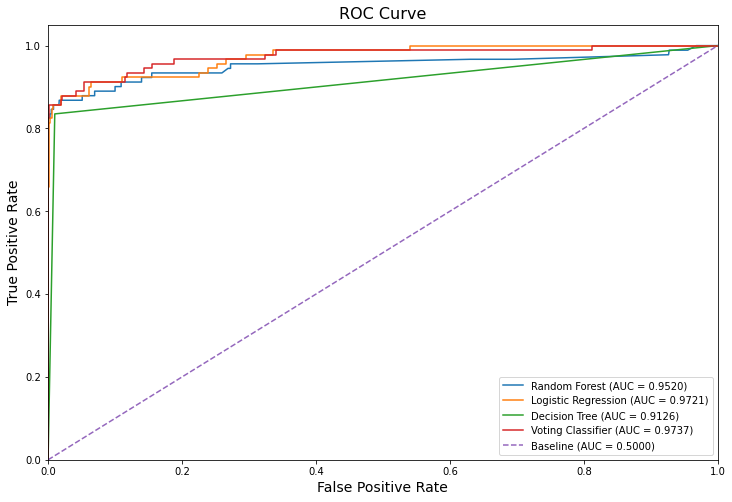 ROC Curve
True Positive Rate
1.0
0.8
0.6
0.4
0.2
0.0
Random Forest (AUC = 0.9520)
Logistic Regression (AUC = 0.9721)
Decision Tree (AUC = 0.9126)
Voting Classifier (AUC = 0.9737)
Baseline (AUC = 0.5000)
0.0 0.2 0.4 0.6 0.8 1.0
False Positive Rate